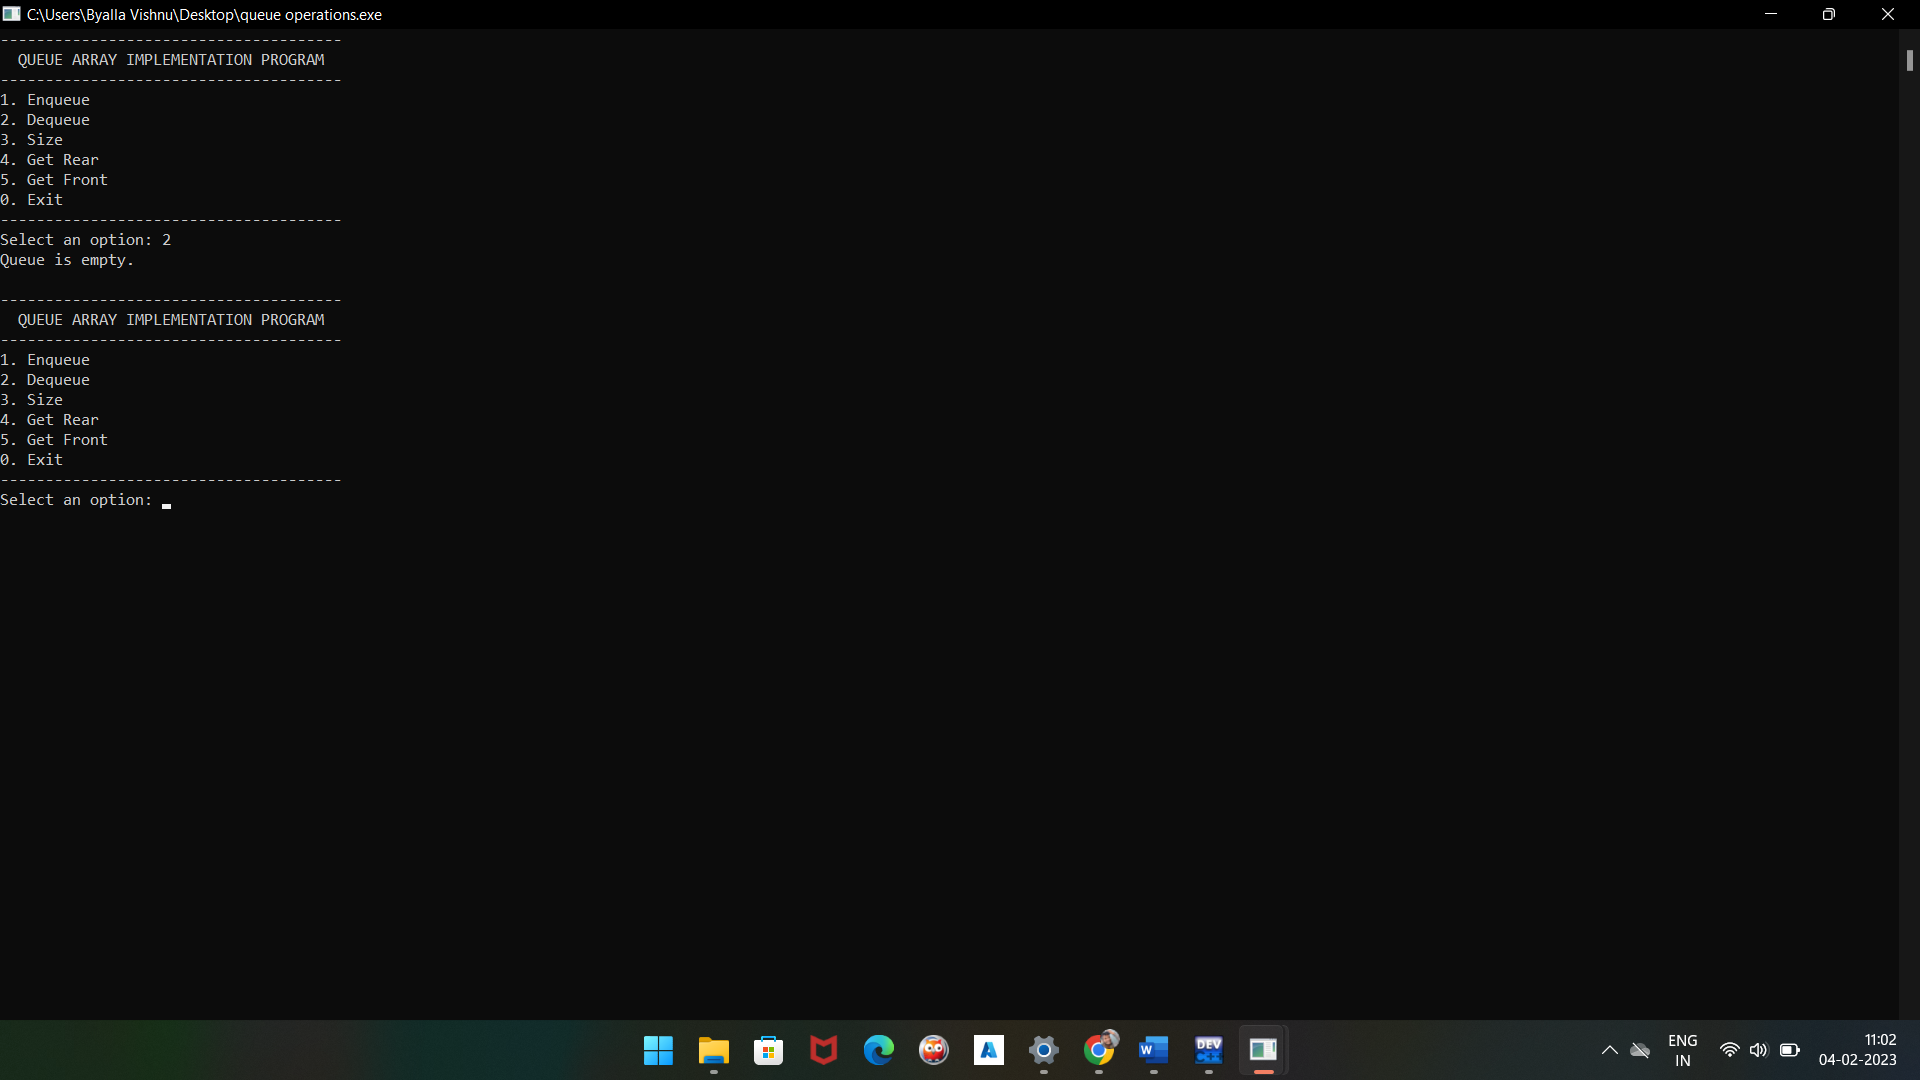 C:\Users\Byalla Vishnu\Desktop\queue operations.exe
--------------------------------------
  QUEUE ARRAY IMPLEMENTATION PROGRAM
--------------------------------------
1. Enqueue
2. Dequeue
3. Size
4. Get Rear
5. Get Front
0. Exit
--------------------------------------
Select an option: 2
Queue is empty.

--------------------------------------
  QUEUE ARRAY IMPLEMENTATION PROGRAM
--------------------------------------
1. Enqueue
2. Dequeue
3. Size
4. Get Rear
5. Get Front
0. Exit
--------------------------------------
Select an option:
W
DEV
C++
ENG
IN
11:02
04-02-2023